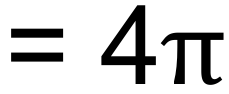 = 4π